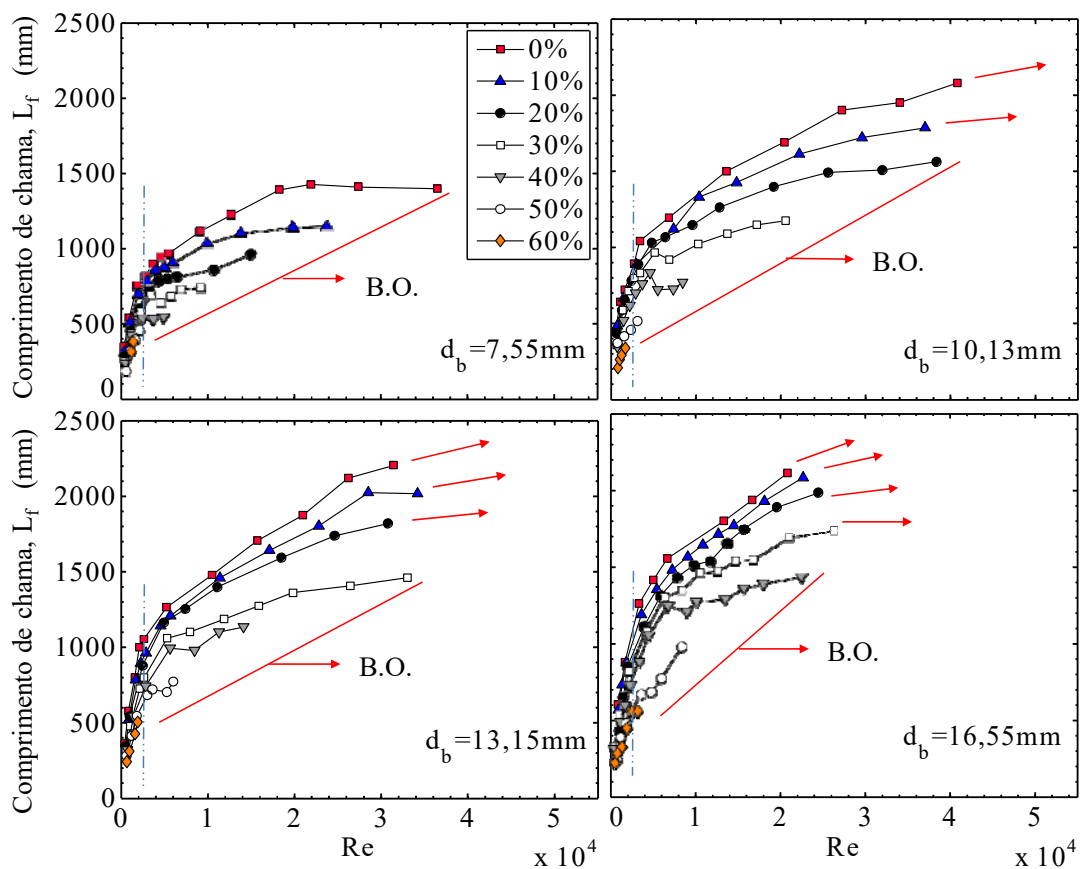 2500
2000
1500
1000
500
0
Comprimento de chama, L_f (mm)
0%
10%
20%
30%
40%
50%
60%
B.O.
d_b=7,55mm
B.O.
d_b=10,13mm
2500
2000
1500
1000
500
0
Comprimento de chama, L_f (mm)
B.O.
d_b=13,15mm
0 1 2 3 4 5
Re
x 10^4
B.O.
d_b=16,55mm
0 1 2 3 4 5
Re
x 10^4